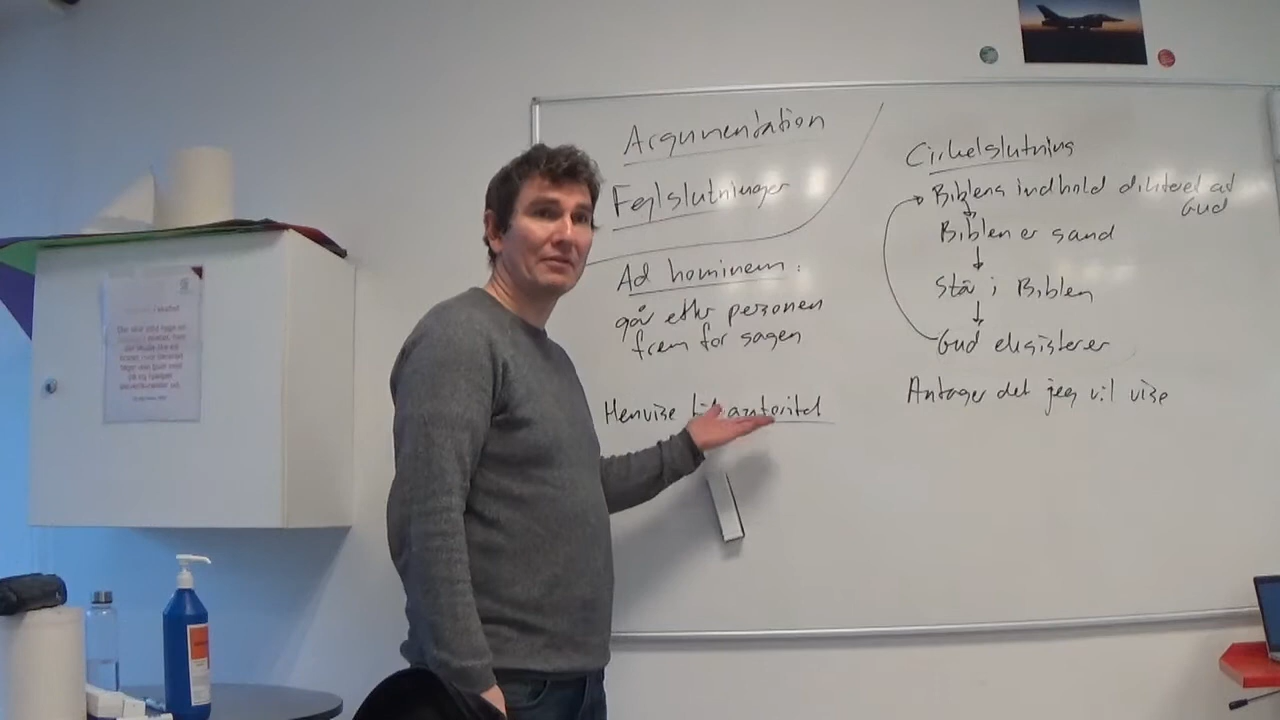 Argumentation
Fejlslutninger
Ad hominem:
går efter personen
frem for sagen
Henvise til autoritet
Cirkelslutning
Biblens indhold dikteret ad
Gud
Biblen er sand
Står i Biblen
Gud eksisterer
Antager det jeg vil vise